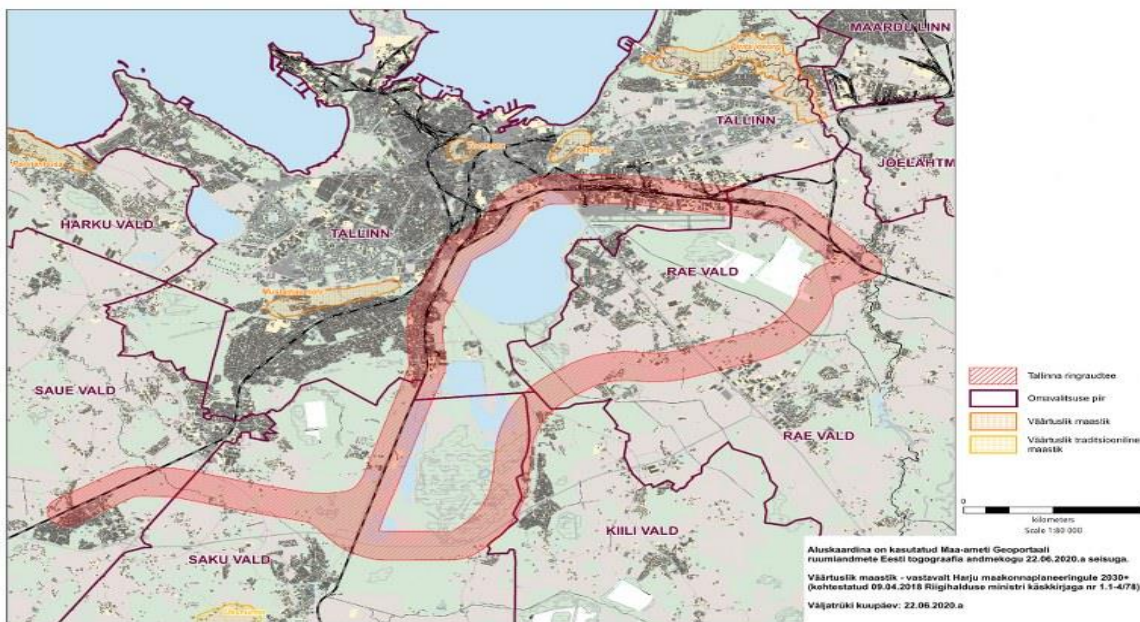 MAARDU LINN
TALLINN
JOELAHTM
HARKU VALD
TALLINN
RAE VALD
SAUE VALD
RAE VALD
KIILI VALD
SAKU VALD
Tallinna ringraudtee
Omavalitsuse piir
Väärtuslik maastik
Väärtuslik traditsiooniline
maastik
0
kilometers
Scale 1:80 000
Aluskaardina on kasutatud Maa-ameti Geoportaali
ruumiandmete Eesti topograafia andmekogu 22.06.2020.a seisuga.
Väärtuslik maastik - vastavalt Harju maakonnaplaneeringule 2030+
(kehtestatud 09.04.2018 Riigihalduse ministri käskkirjaga nr 1.1-4/78)
Väljatrüki kuupäev: 22.06.2020.a